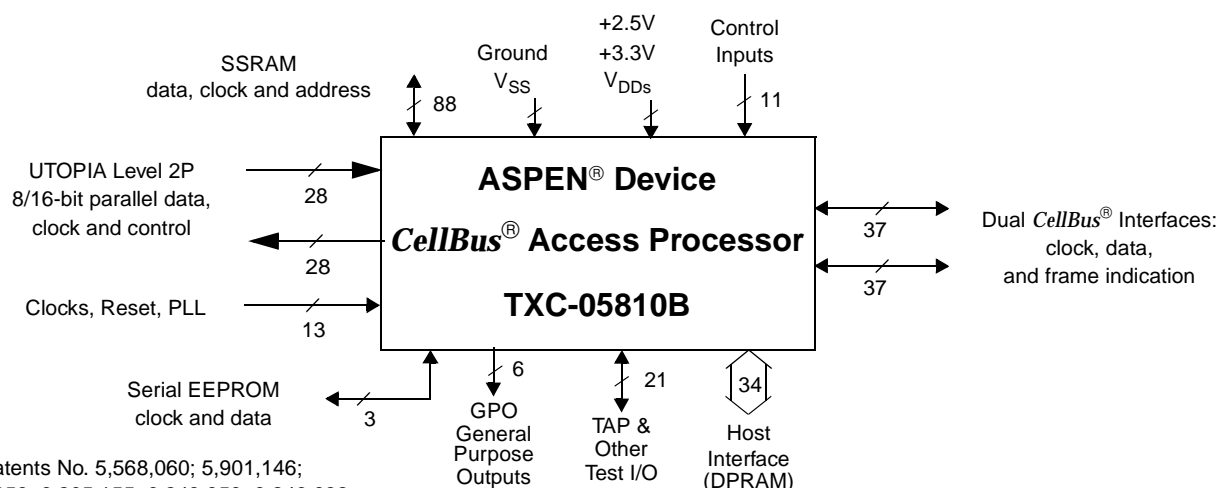 +2.5V
+3.3V
VDDs
Ground
VSS
Control
Inputs
SSRAM
data, clock and address
88
11
UTOPIA Level 2P
8/16-bit parallel data,
clock and control
28
28
Clocks, Reset, PLL
13
ASPEN® Device
CellBus® Access Processor
TXC-05810B
37
37
Dual CellBus® Interfaces:
clock, data,
and frame indication
Serial EEPROM
clock and data
3
6
GPO
General
Purpose
Outputs
21
TAP &
Other
Test I/O
34
Host
Interface
(DPRAM)
atents No. 5,568,060; 5,901,146;